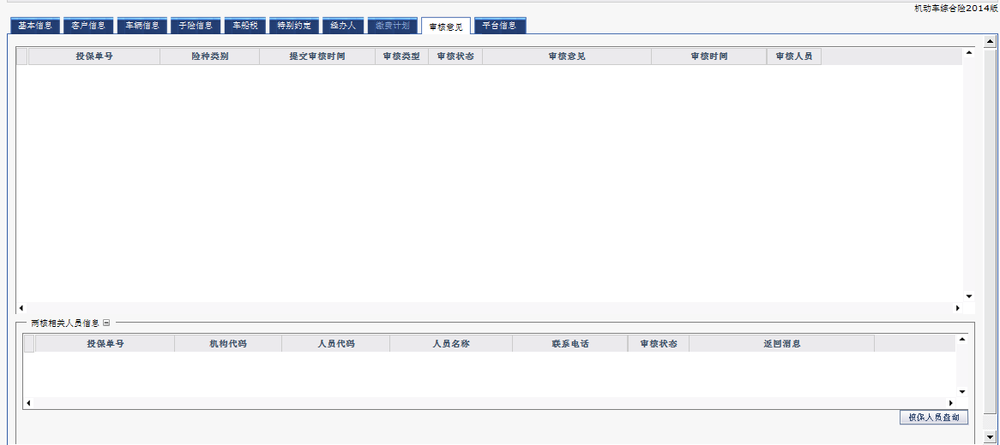 机动车综合险2014版
基本信息 客户信息 车辆信息 子险信息 车船税 特别约定 经办人 缴费计划 审核意见 平台信息
投保单号 险种类别 提交审核时间 审核类型 审核状态 审核意见 审核时间 审核人员
两核相关人员信息
投保单号 机构代码 人员代码 人员名称 联系电话 审核状态 返回消息
核保人员查询